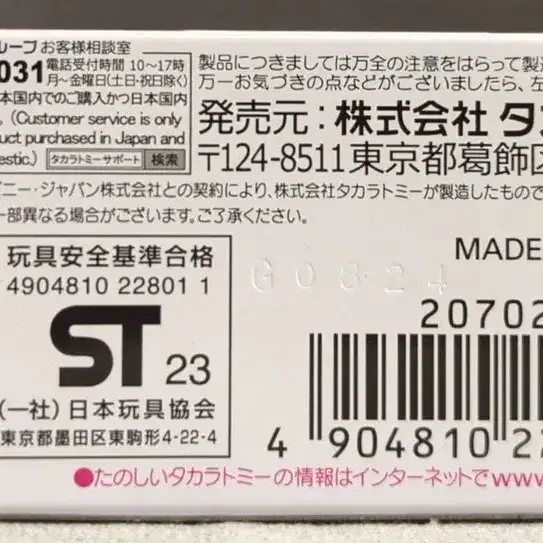 ループ お客様相談室
031 電話受付時間 10〜17時
月〜金曜日(土日・祝日除く)
本国内でのご購入かつ日本国内
。(Customer service is only
duct purchased in Japan and
estic.) タカラトミーサポート 検索
製品につきましては万全の注意をはらって製造
万一お気づきの点などがございましたら、左
発売元：株式会社 タカ
〒124-8511東京都葛飾区
ズニー・ジャパン株式会社との契約により、株式会社タカラトミーが製造したもので
一部異なる場合がございます。ご了承ください。
玩具安全基準合格
4904810 22801 1
ST 23
(一社)日本玩具協会
東京都墨田区東駒形4-22-4
G0824
MADE
20702
4 904810 22
●たのしいタカラトミーの情報はインターネットでwww.